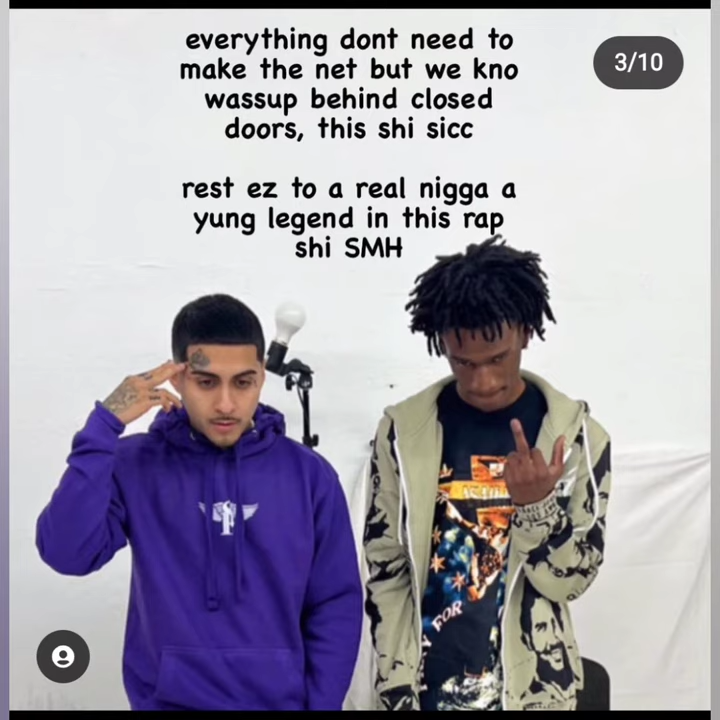 everything dont need to
make the net but we kno
wassup behind closed
doors, this shi sicc
rest ez to a real nigga a
yung legend in this rap
shi SMH
3/10
FOR